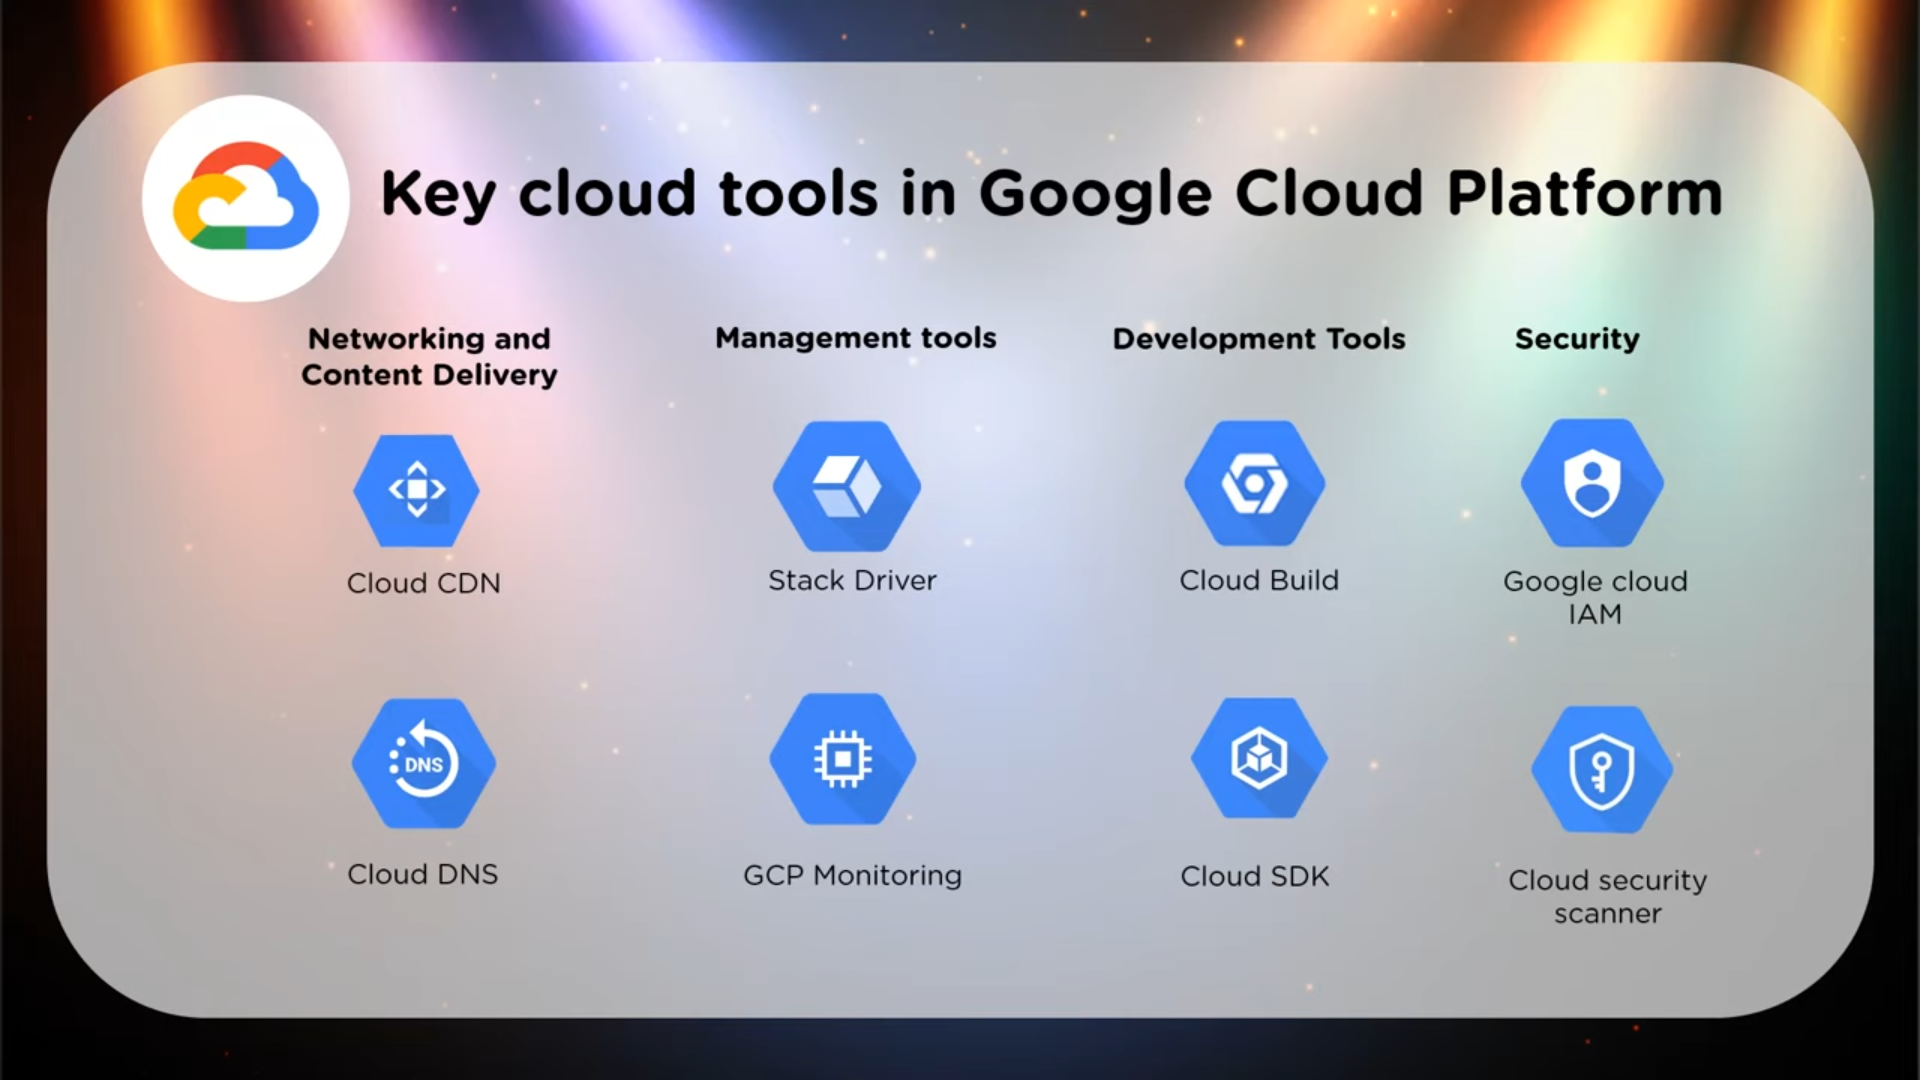 Key cloud tools in Google Cloud Platform
Networking and
Content Delivery
Cloud CDN
DNS
Cloud DNS
Management tools
Stack Driver
GCP Monitoring
Development Tools
Cloud Build
Cloud SDK
Security
Google cloud
IAM
Cloud security
scanner